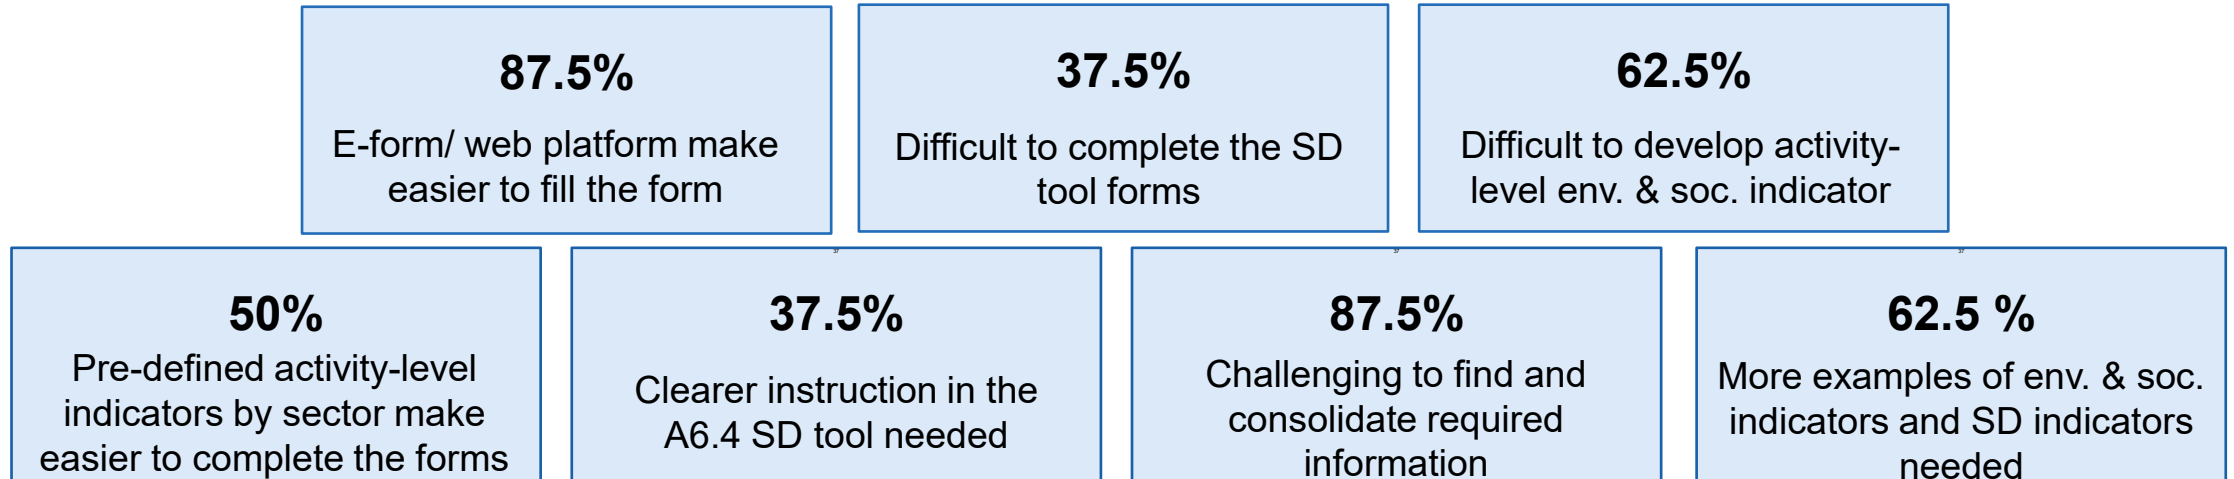 87.5%
E-form/ web platform make
easier to fill the form
37.5%
Difficult to complete the SD
tool forms
62.5%
Difficult to develop activity-
level env. & soc. indicator
50%
Pre-defined activity-level
indicators by sector make
easier to complete the forms
37.5%
Clearer instruction in the
A6.4 SD tool needed
87.5%
Challenging to find and
consolidate required
information
62.5 %
More examples of env. & soc.
indicators and SD indicators
needed